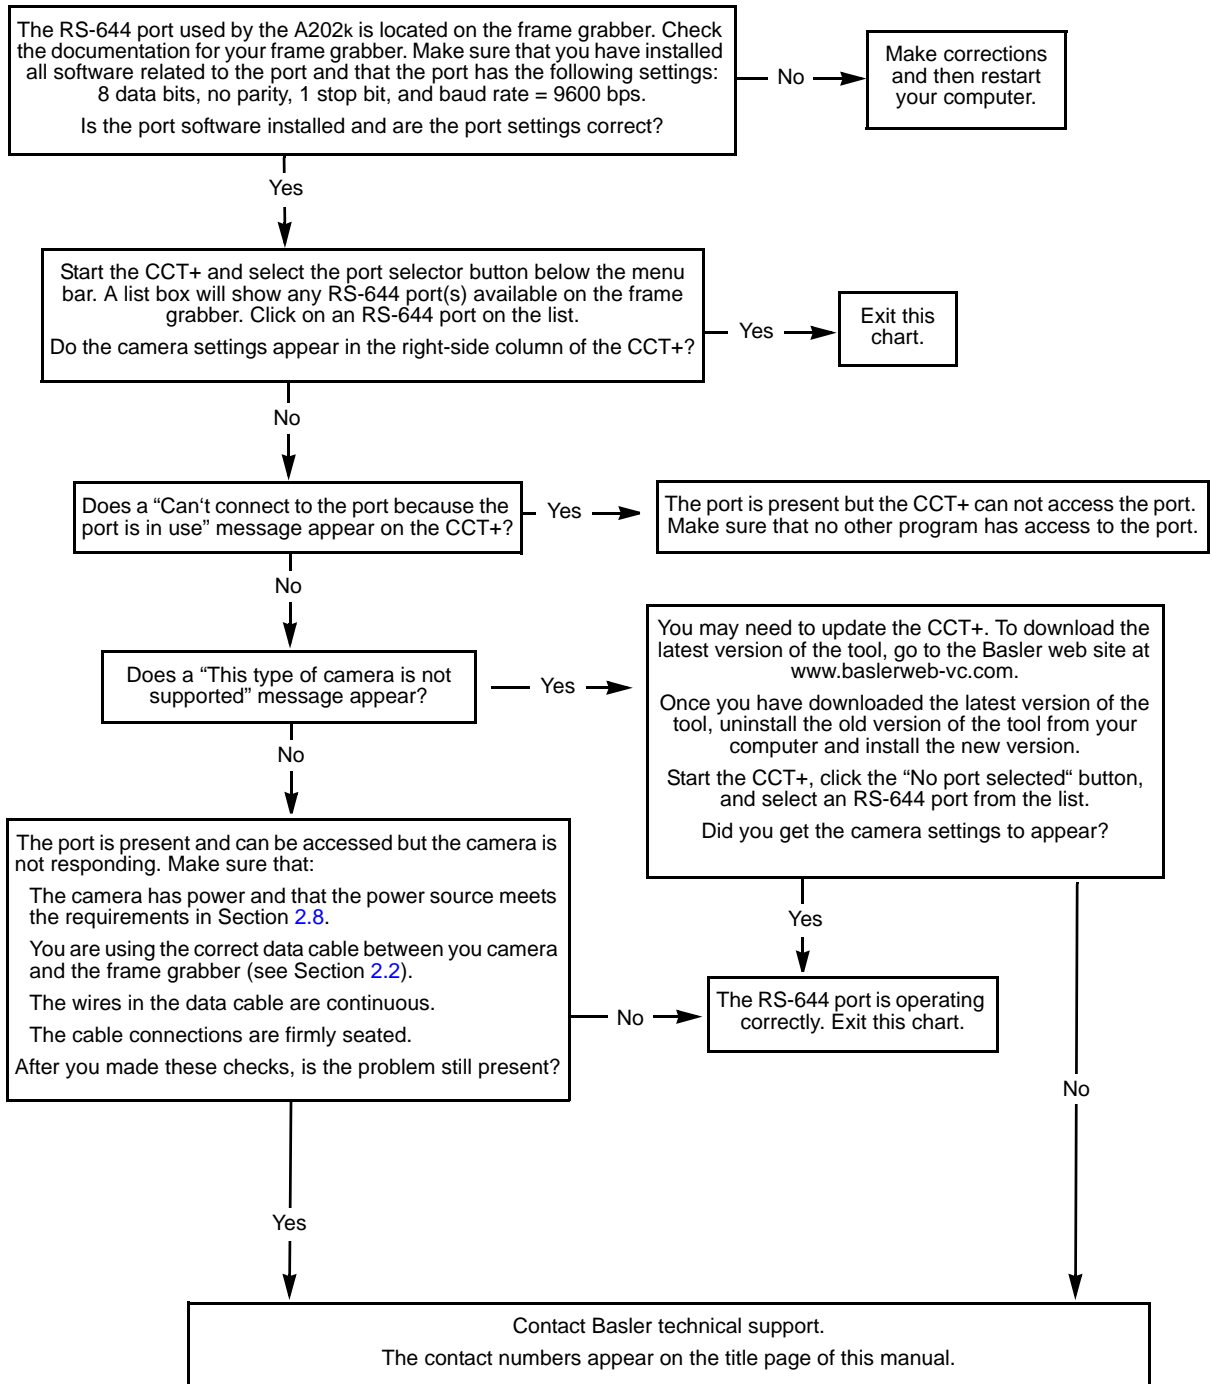 The RS-644 port used by the A202k is located on the frame grabber. Check
the documentation for your frame grabber. Make sure that you have installed
all software related to the port and that the port has the following settings:
8 data bits, no parity, 1 stop bit, and baud rate = 9600 bps.
Is the port software installed and are the port settings correct?
No
Make corrections
and then restart
your computer.
Yes
Start the CCT+ and select the port selector button below the menu
bar. A list box will show any RS-644 port(s) available on the frame
grabber. Click on an RS-644 port on the list.
Do the camera settings appear in the right-side column of the CCT+?
Yes
Exit this
chart.
No
Does a “Can‘t connect to the port because the
port is in use” message appear on the CCT+?
Yes
The port is present but the CCT+ can not access the port.
Make sure that no other program has access to the port.
No
Does a “This type of camera is not
supported” message appear?
Yes
You may need to update the CCT+. To download the
latest version of the tool, go to the Basler web site at
www.baslerweb-vc.com.
Once you have downloaded the latest version of the
tool, uninstall the old version of the tool from your
computer and install the new version.
Start the CCT+, click the “No port selected“ button,
and select an RS-644 port from the list.
Did you get the camera settings to appear?
No
The port is present and can be accessed but the camera is
not responding. Make sure that:
The camera has power and that the power source meets
the requirements in Section 2.8.
You are using the correct data cable between you camera
and the frame grabber (see Section 2.2).
The wires in the data cable are continuous.
The cable connections are firmly seated.
After you made these checks, is the problem still present?
Yes
No
The RS-644 port is operating
correctly. Exit this chart.
No
Yes
Contact Basler technical support.
The contact numbers appear on the title page of this manual.